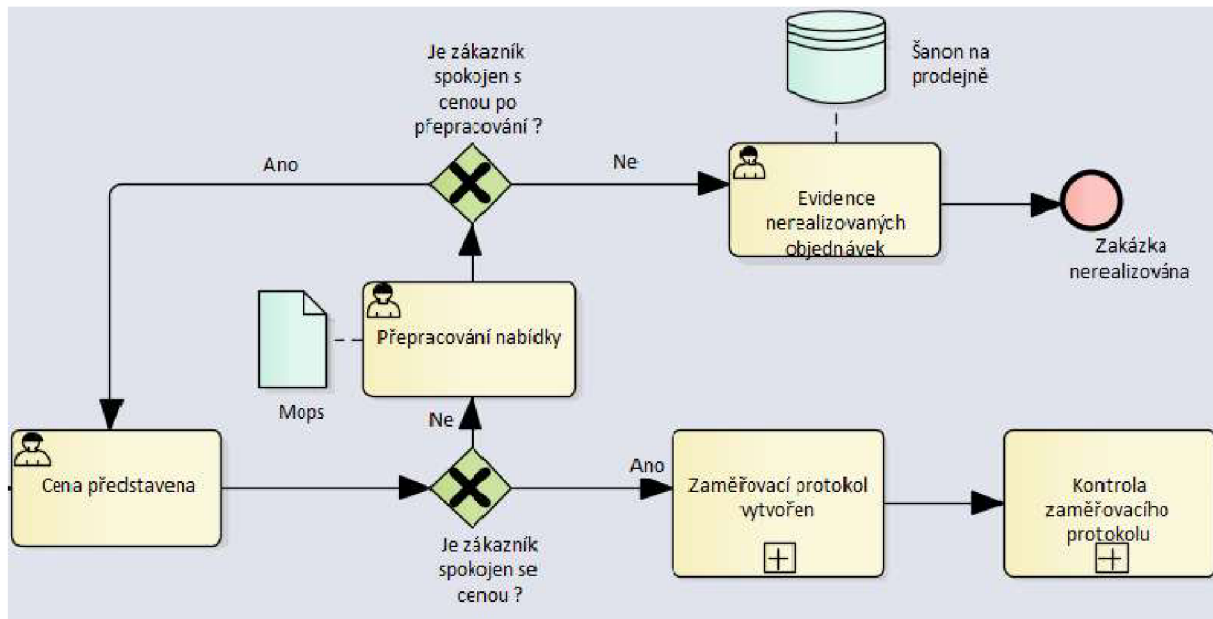 Je zákazník
spokojen s
cenou po
přepracování ?
Šanon na
prodejně
Ano
Ne
Evidence
nerealizovaných
objednávek
Zakázka
nerealizována
Přepracování nabídky
Mops
Ne
Cena představena
Ano
Zaměřovací protokol
vytvořen
Kontrola
zaměřovacího
protokolu
Je zákazník
spokojen se
cenou ?